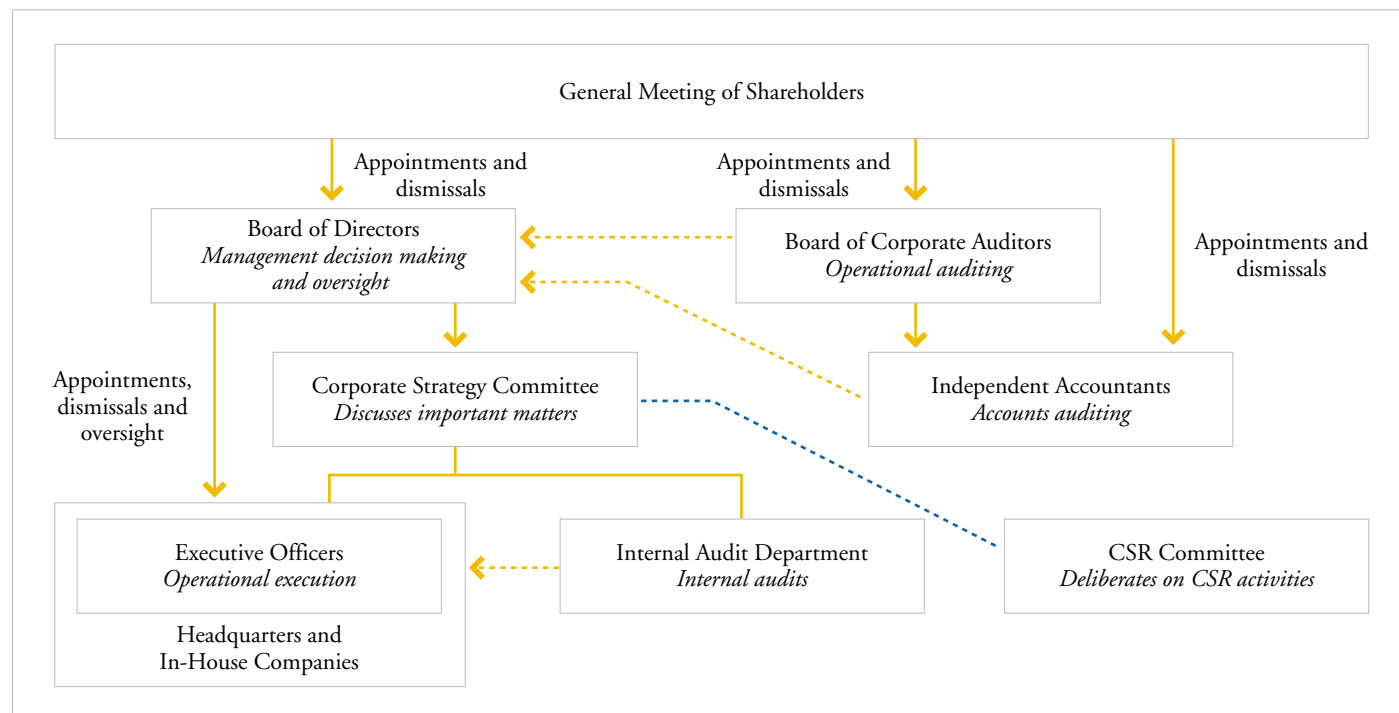 General Meeting of Shareholders
Appointments and
dismissals
Appointments and
dismissals
Appointments and
dismissals
Board of Directors
Management decision making
and oversight
Board of Corporate Auditors
Operational auditing
Appointments,
dismissals and
oversight
Corporate Strategy Committee
Discusses important matters
Independent Accountants
Accounts auditing
Executive Officers
Operational execution
Headquarters and
In-House Companies
Internal Audit Department
Internal audits
CSR Committee
Deliberates on CSR activities